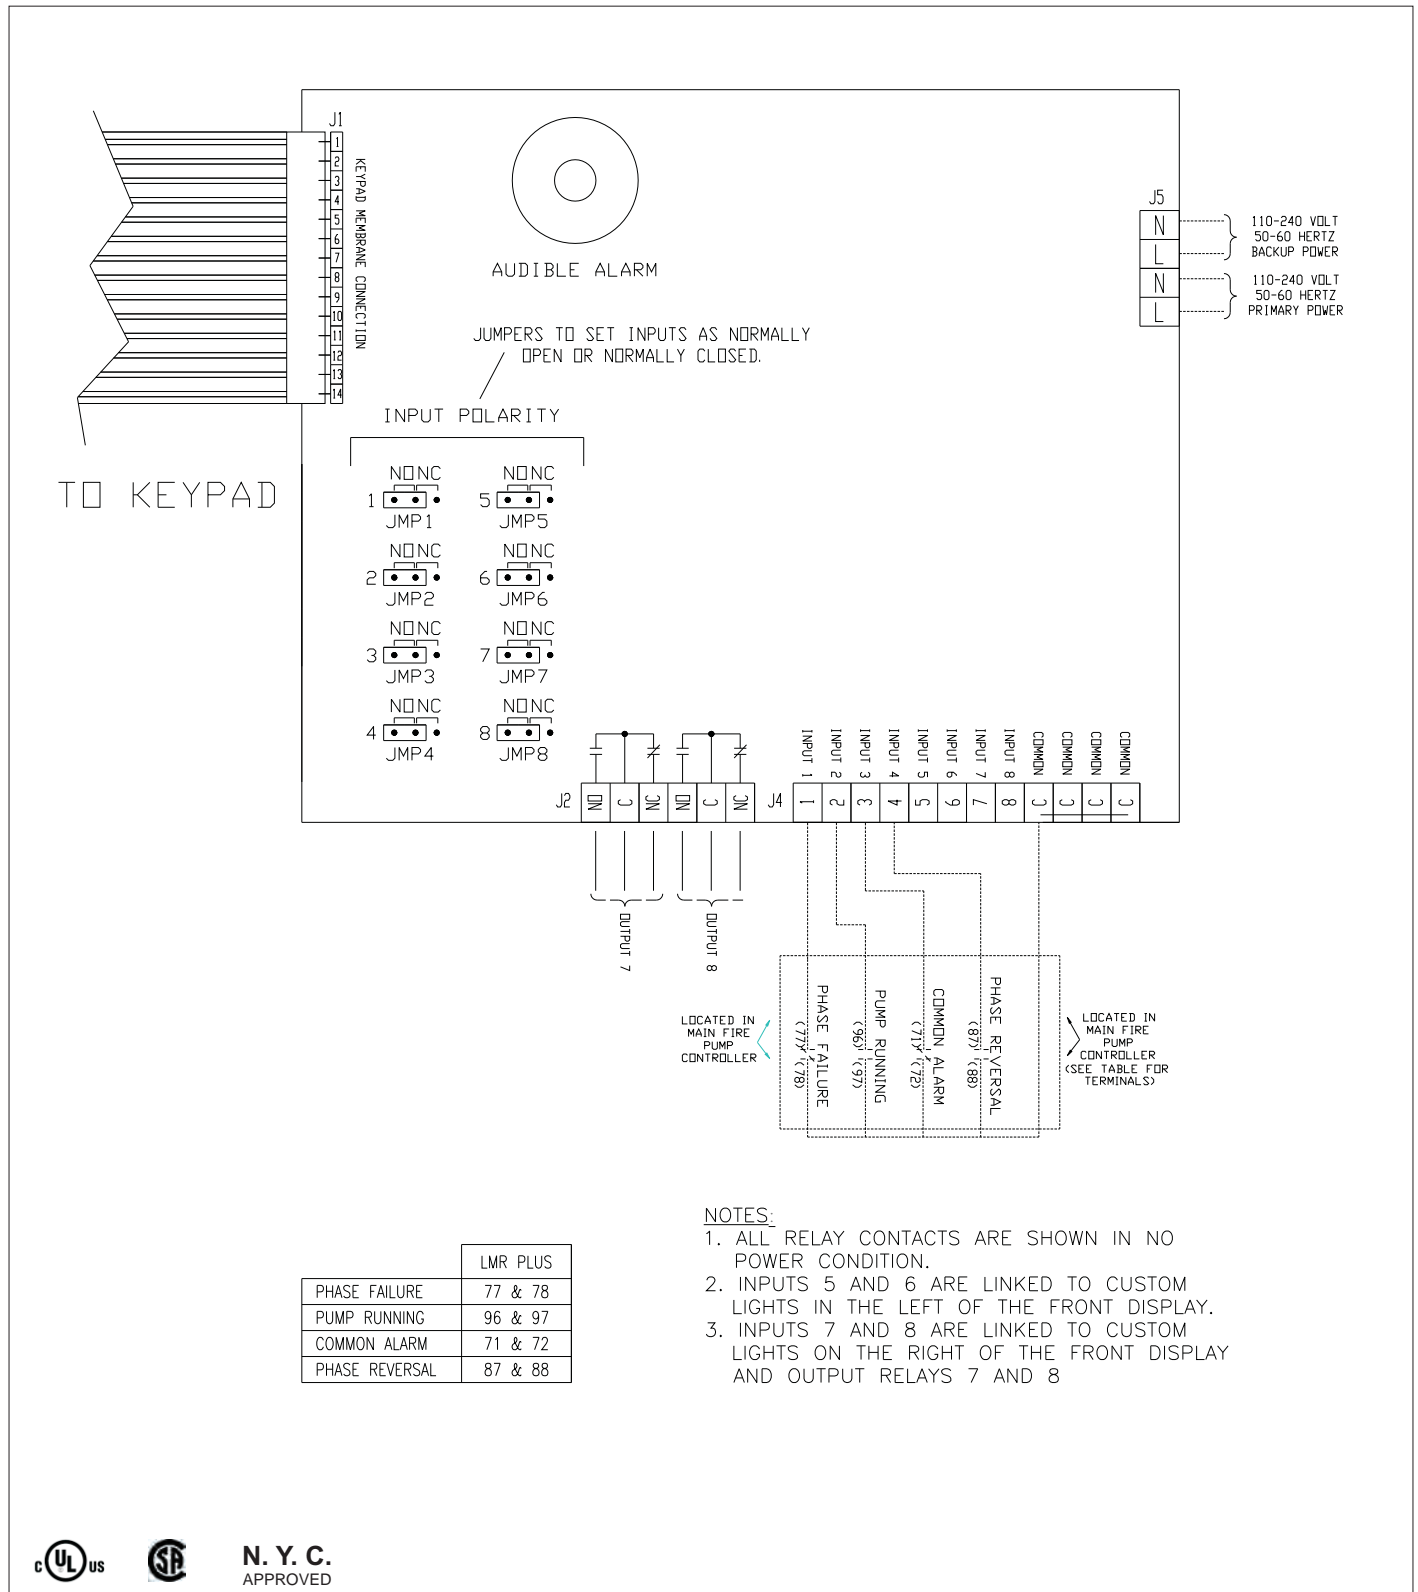 J1
1
2
3
4
5
6
7
8
9
10
11
12
13
14
KEYPAD MEMBRANE CONNECTION
AUDIBLE ALARM
J5
N
L
N
L
110-240 VOLT
50-60 HERTZ
BACKUP POWER
110-240 VOLT
50-60 HERTZ
PRIMARY POWER
JUMPERS TO SET INPUTS AS NORMALLY
OPEN OR NORMALLY CLOSED.
INPUT POLARITY
TO KEYPAD
NO NC
1
JMP1
NO NC
5
JMP5
NO NC
2
JMP2
NO NC
6
JMP6
NO NC
3
JMP3
NO NC
7
JMP7
NO NC
4
JMP4
NO NC
8
JMP8
J2
NO
C
NC
NO
C
NC
OUTPUT 7
OUTPUT 8
J4
INPUT 1
INPUT 2
INPUT 3
INPUT 4
INPUT 5
INPUT 6
INPUT 7
INPUT 8
COMMON
COMMON
COMMON
COMMON
1
2
3
4
5
6
7
8
C
C
C
C
LOCATED IN
MAIN FIRE
PUMP
CONTROLLER
PHASE FAILURE
(77)
(78)
PUMP RUNNING
(96)
(97)
COMMON ALARM
(71)
(72)
PHASE REVERSAL
(87)
(88)
LOCATED IN
MAIN FIRE
PUMP
CONTROLLER
(SEE TABLE FOR
TERMINALS)
LMR PLUS
PHASE FAILURE 77 & 78
PUMP RUNNING 96 & 97
COMMON ALARM 71 & 72
PHASE REVERSAL 87 & 88
NOTES:
1. ALL RELAY CONTACTS ARE SHOWN IN NO
POWER CONDITION.
2. INPUTS 5 AND 6 ARE LINKED TO CUSTOM
LIGHTS IN THE LEFT OF THE FRONT DISPLAY.
3. INPUTS 7 AND 8 ARE LINKED TO CUSTOM
LIGHTS ON THE RIGHT OF THE FRONT DISPLAY
AND OUTPUT RELAYS 7 AND 8
c UL US
SA
N. Y. C.
APPROVED